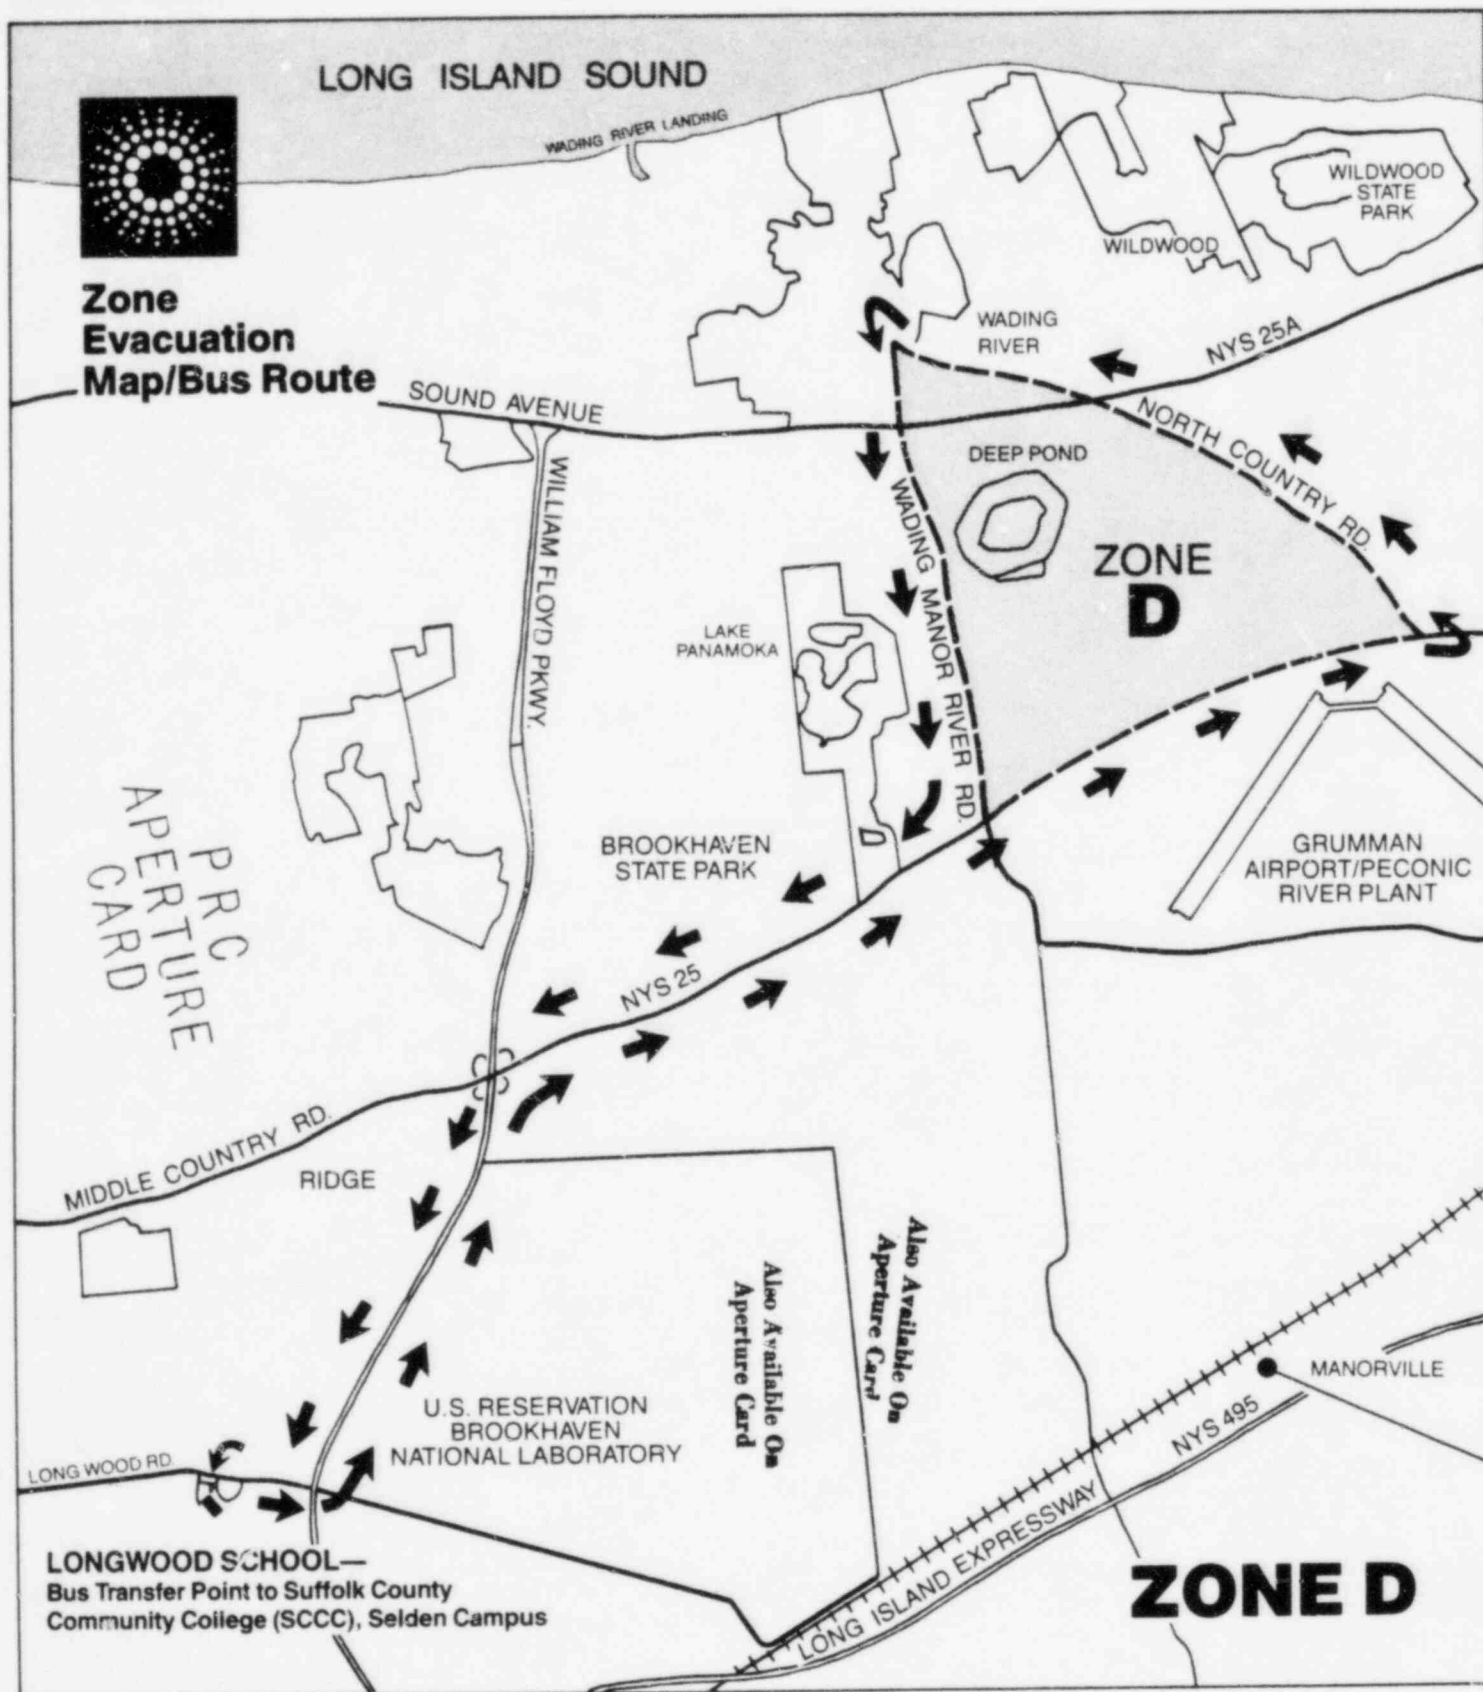 LONG ISLAND SOUND
WADING RIVER LANDING
WILDWOOD
STATE
PARK
WILDWOOD
Zone
Evacuation
Map/Bus Route
WADING
RIVER
NYS 25A
SOUND AVENUE
NORTH COUNTRY RD.
DEEP POND
WILLIAM FLOYD PKWY.
WADING MANOR RIVER RD.
ZONE
D
LAKE
PANAMOKA
PRC
APERTURE
CARD
BROOKHAVEN
STATE PARK
GRUMMAN
AIRPORT/PECONIC
RIVER PLANT
NYS 25
MIDDLE COUNTRY RD.
RIDGE
Also Available On
Aperture Card
Also Available On
Aperture Card
MANORVILLE
U.S. RESERVATION
BROOKHAVEN
NATIONAL LABORATORY
NYS 495
LONG WOOD RD.
LONG ISLAND EXPRESSWAY
LONGWOOD SCHOOL—
Bus Transfer Point to Suffolk County
Community College (SCCC), Selden Campus
ZONE D